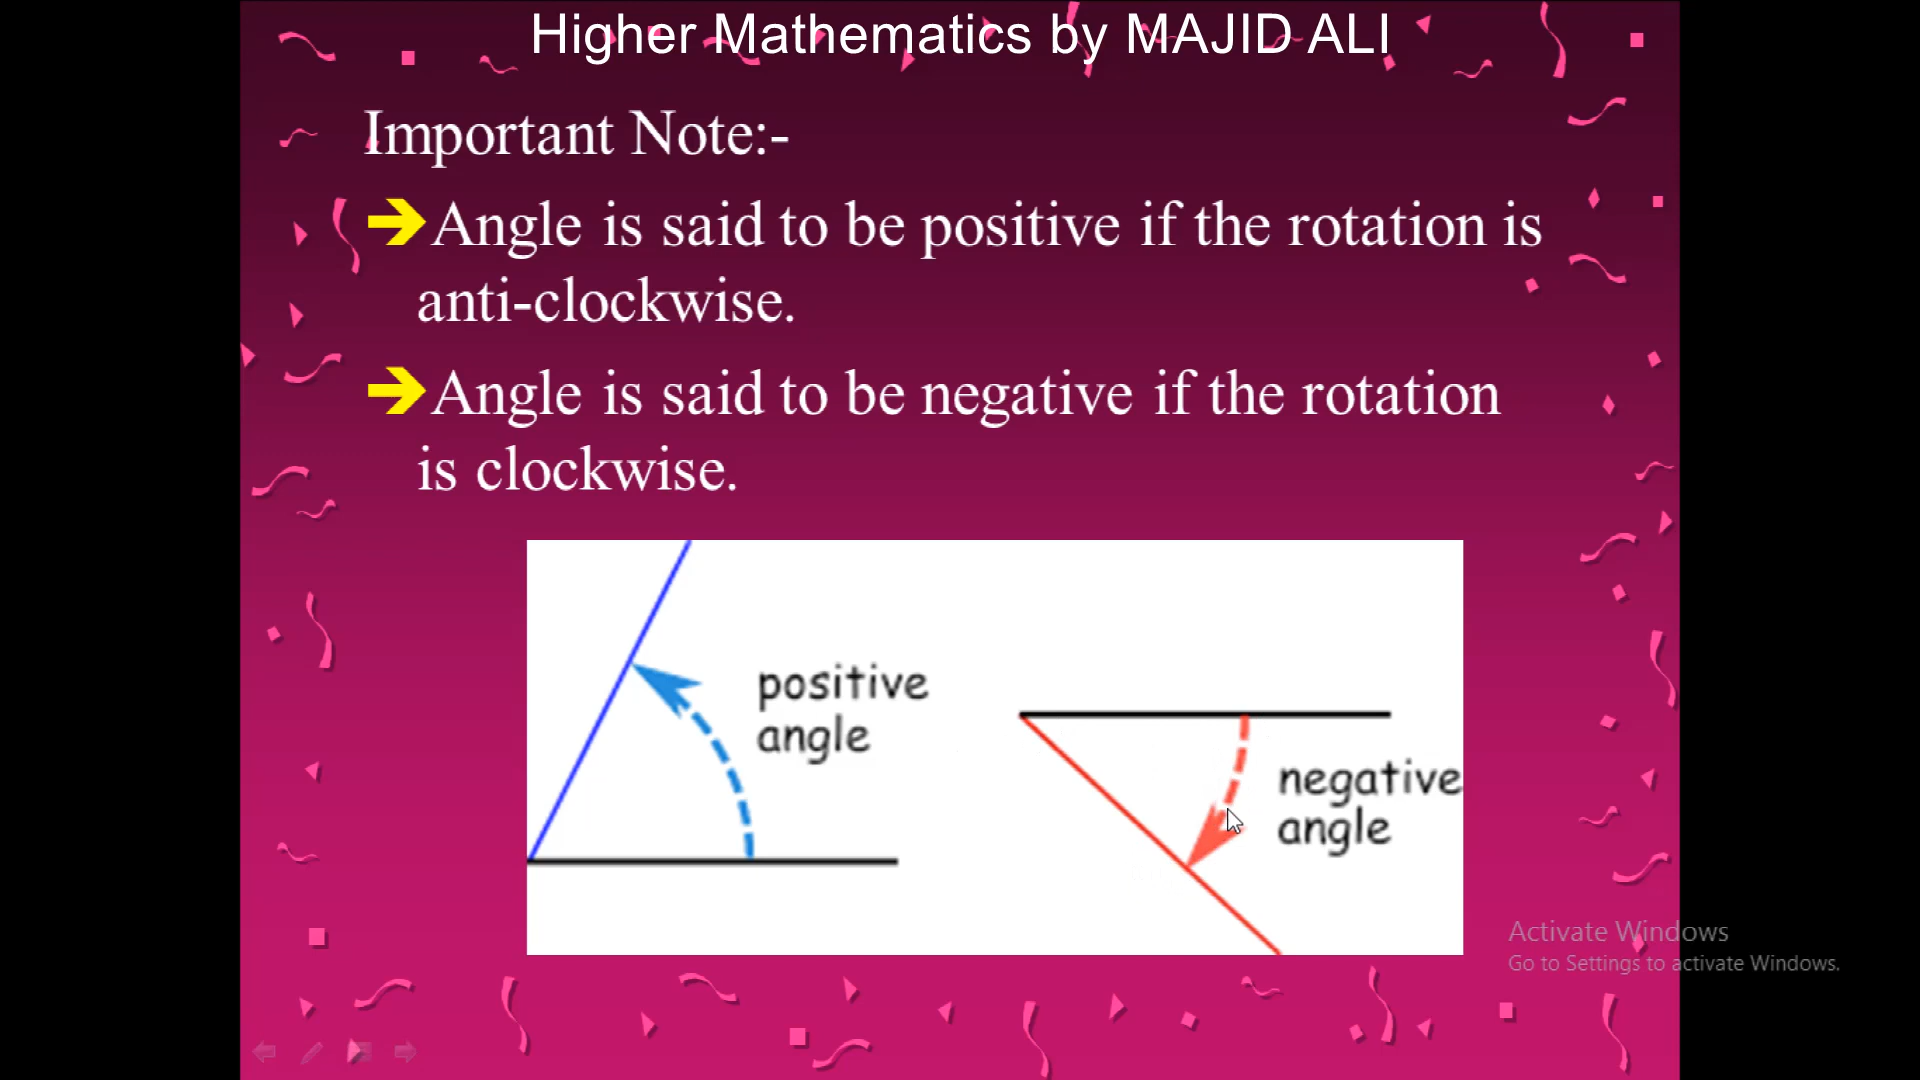 Higher Mathematics by MAJID ALI
Important Note:-
➔Angle is said to be positive if the rotation is
anti-clockwise.
➔Angle is said to be negative if the rotation
is clockwise.
positive
angle
negative
angle
Activate Windows
Go to Settings to activate Windows.